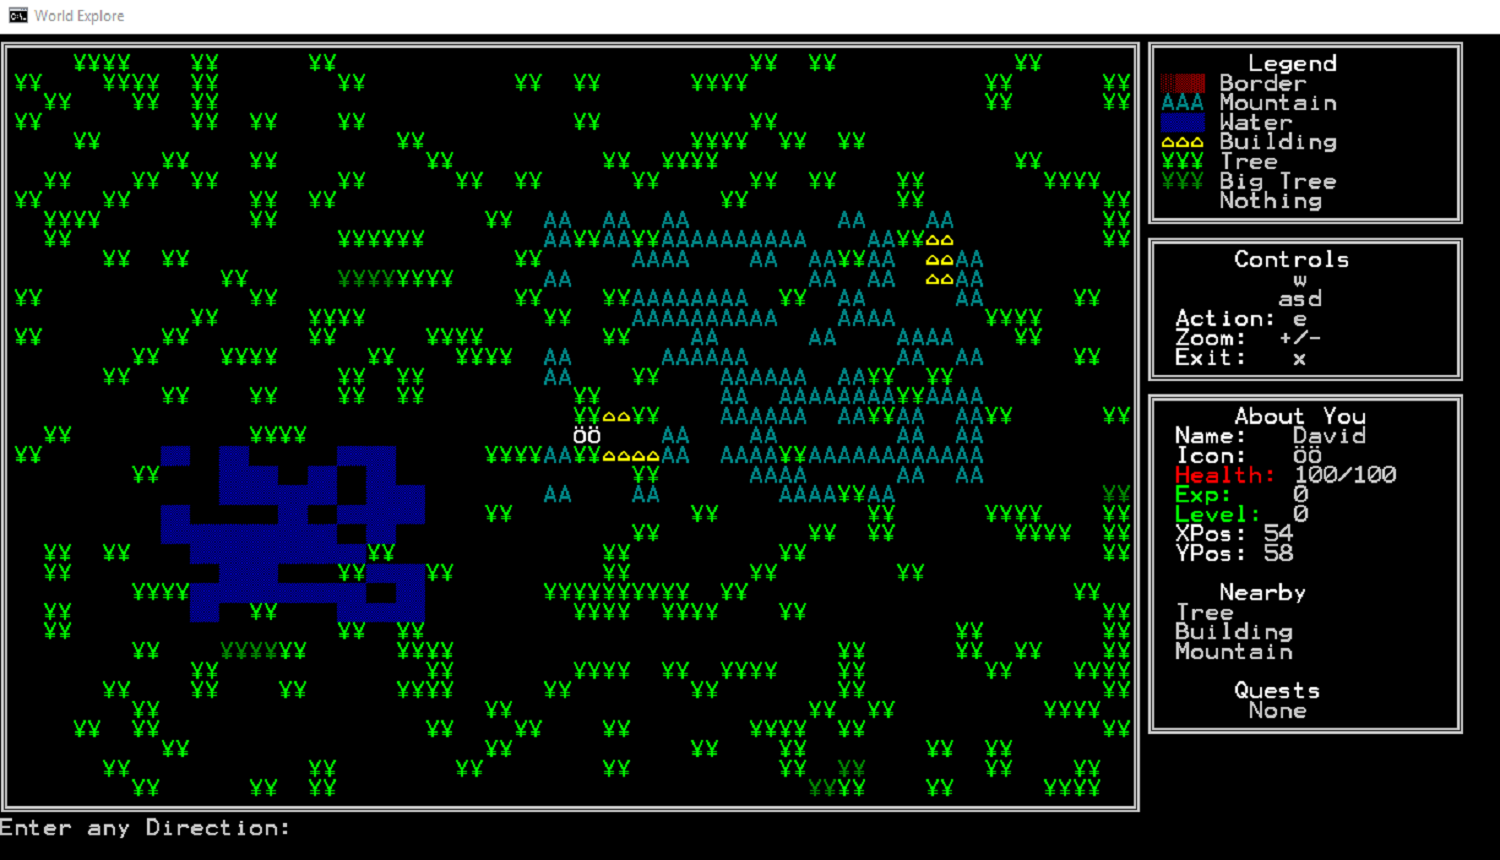 World Explore
Legend
Border
AAA Mountain
Water
⌂⌂⌂ Building
¥¥¥ Tree
¥¥¥ Big Tree
Nothing
Controls
w
asd
Action: e
Zoom: +/-
Exit: x
About You
Name: David
Icon: öö
Health: 100/100
Exp: 0
Level: 0
XPos: 54
YPos: 58
Nearby
Tree
Building
Mountain
Quests
None
Enter any Direction: